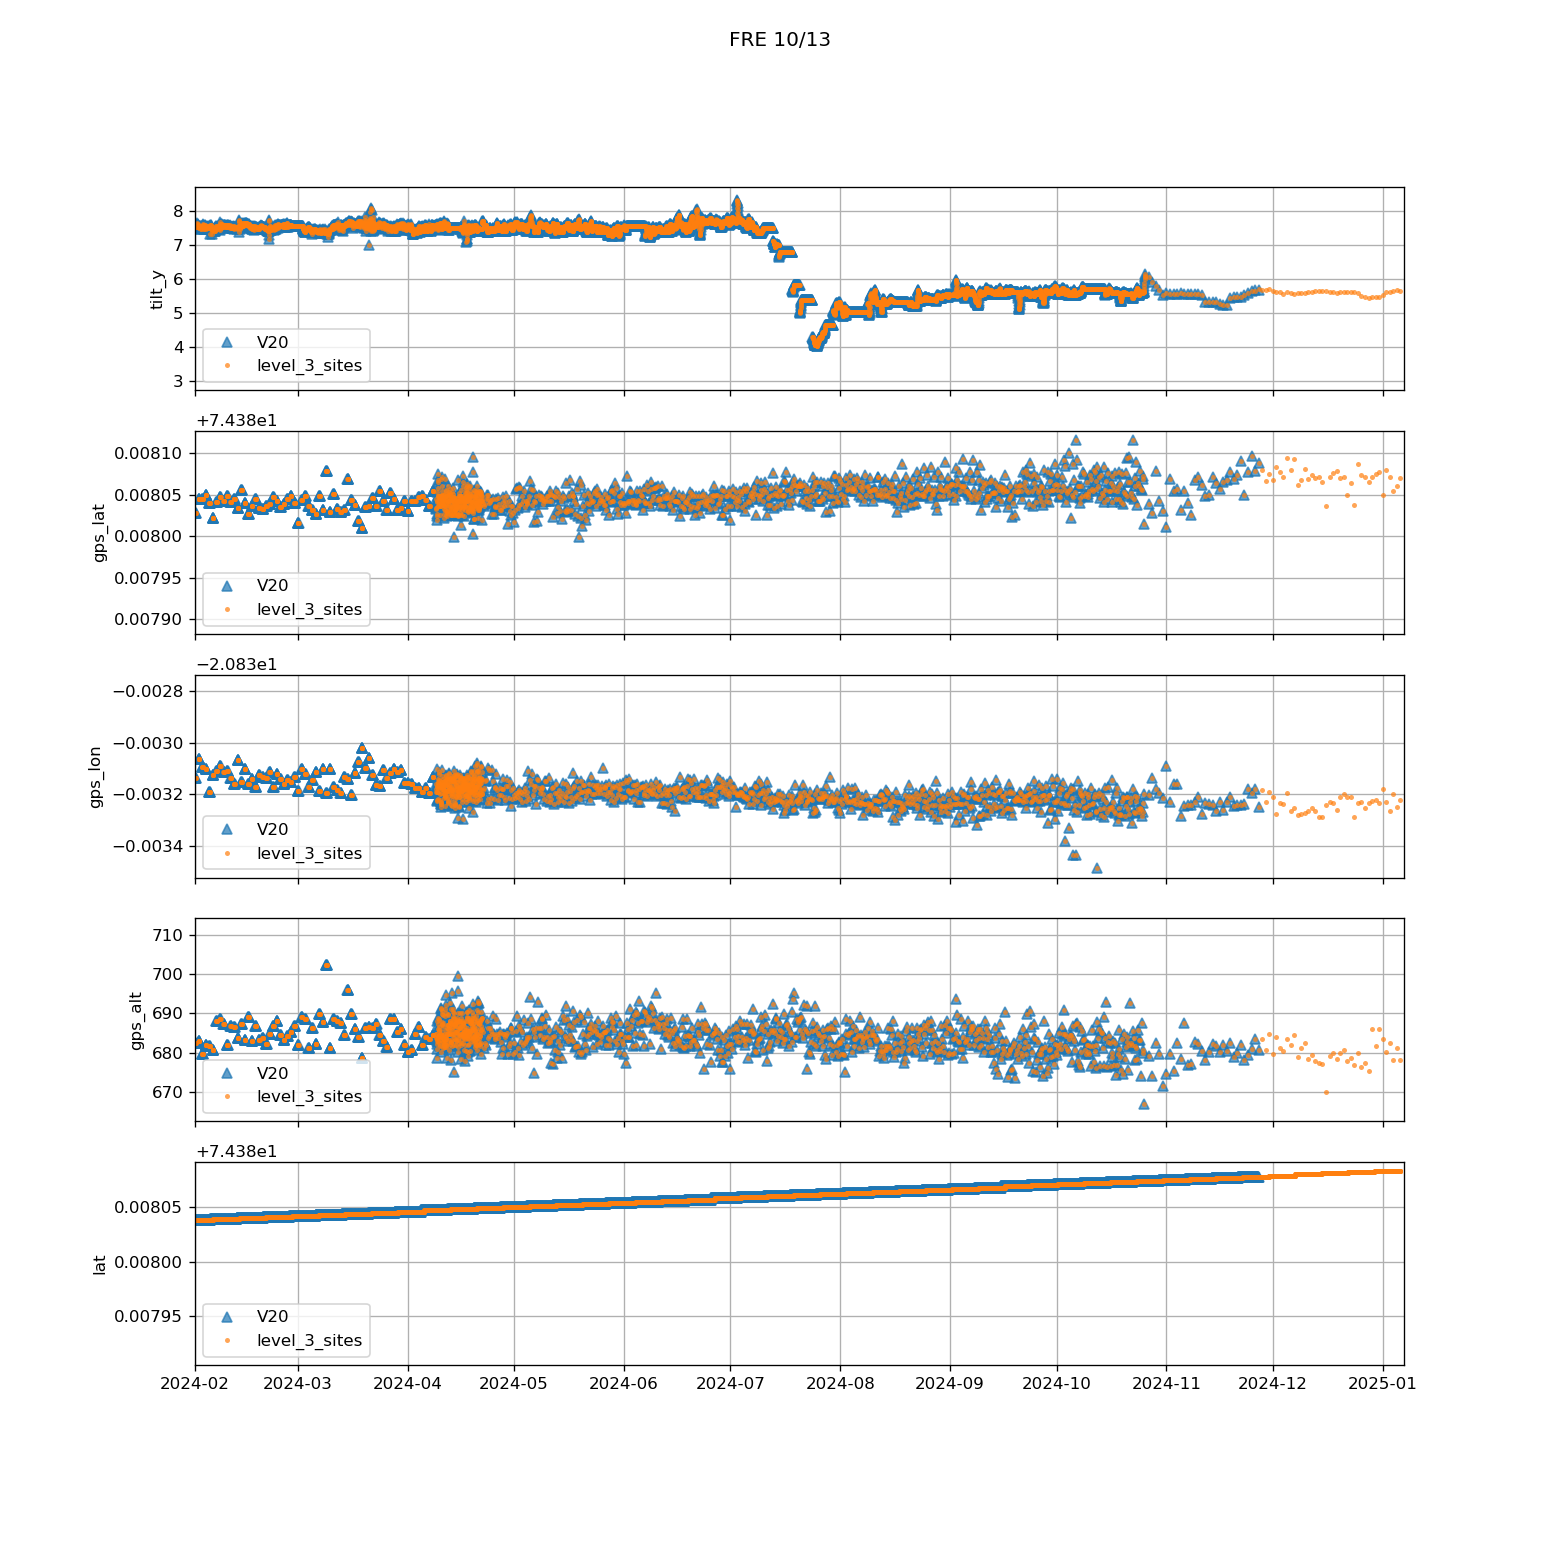 FRE 10/13
8
7
6
5
4
3
tilt_y
V20
level_3_sites
+7.438e1
0.00810
0.00805
0.00800
0.00795
0.00790
gps_lat
V20
level_3_sites
−2.083e1
−0.0028
−0.0030
−0.0032
−0.0034
gps_lon
V20
level_3_sites
710
700
690
680
670
gps_alt
V20
level_3_sites
+7.438e1
0.00805
0.00800
0.00795
lat
V20
level_3_sites
2024-02 2024-03 2024-04 2024-05 2024-06 2024-07 2024-08 2024-09 2024-10 2024-11 2024-12 2025-01